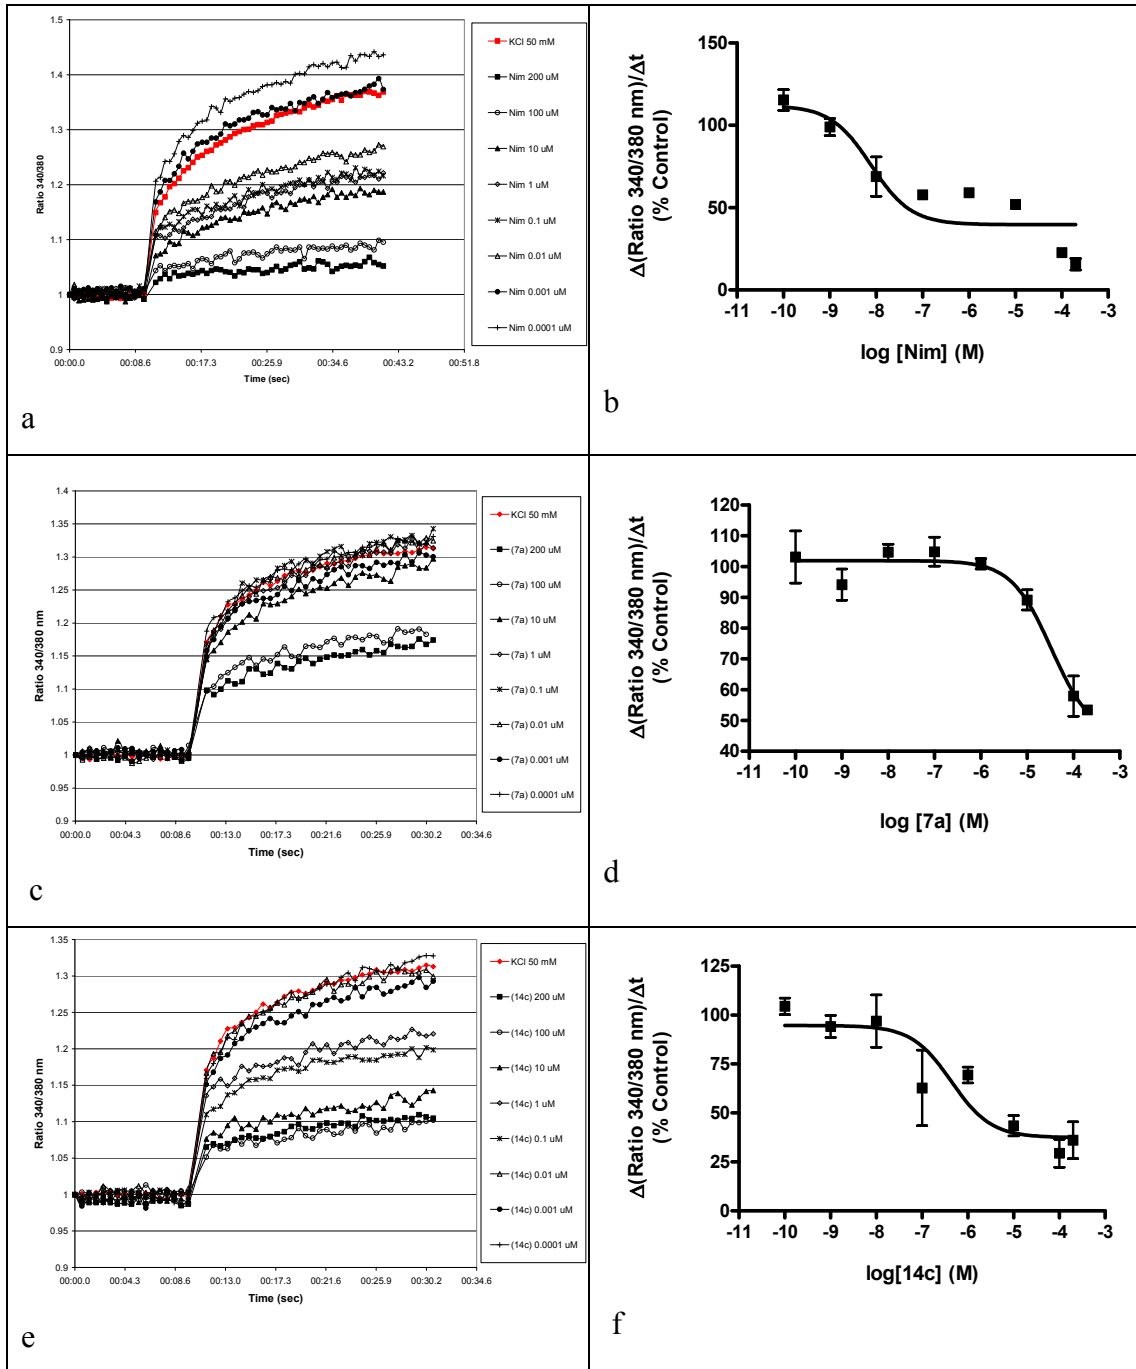 1.5
1.4
1.3
1.2
1.1
1
0.9
Ratio 340/380
00:00.0 00:08.6 00:17.3 00:25.9 00:34.6 00:43.2 00:51.8
Time (sec)
KCl 50 mM
Nim 200 uM
Nim 100 uM
Nim 10 uM
Nim 1 uM
Nim 0.1 uM
Nim 0.01 uM
Nim 0.001 uM
Nim 0.0001 uM
a
Δ(Ratio 340/380 nm)/Δt
(% Control)
150
100
50
0
-11 -10 -9 -8 -7 -6 -5 -4 -3
log [Nim] (M)
b
1.4
1.35
1.3
1.25
1.2
1.15
1.1
1.05
1
0.95
0.9
Ratio 340/380 nm
00:00.0 00:04.3 00:08.6 00:13.0 00:17.3 00:21.6 00:25.9 00:30.2 00:34.6
Time (sec)
KCl 50 mM
(7a) 200 uM
(7a) 100 uM
(7a) 10 uM
(7a) 1 uM
(7a) 0.1 uM
(7a) 0.01 uM
(7a) 0.001 uM
(7a) 0.0001 uM
c
Δ(Ratio 340/380 nm)/Δt
(% Control)
120
110
100
90
80
70
60
50
40
-11 -10 -9 -8 -7 -6 -5 -4 -3
log [7a] (M)
d
1.35
1.3
1.25
1.2
1.15
1.1
1.05
1
0.95
0.9
Ratio 340/380 nm
00:00.0 00:04.3 00:08.6 00:13.0 00:17.3 00:21.6 00:25.9 00:30.2 00:34.6
Time (sec)
KCl 50 mM
(14c) 200 uM
(14c) 100 uM
(14c) 10 uM
(14c) 1 uM
(14c) 0.1 uM
(14c) 0.01 uM
(14c) 0.001 uM
(14c) 0.0001 uM
e
Δ(Ratio 340/380 nm)/Δt
(% Control)
125
100
75
50
25
0
-11 -10 -9 -8 -7 -6 -5 -4 -3
log[14c] (M)
f